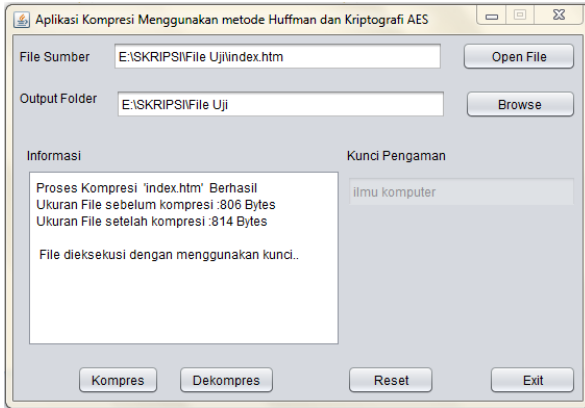 Aplikasi Kompresi Menggunakan metode Huffman dan Kriptografi AES
File Sumber E:\SKRIPSI\File Uji\index.htm Open File
Output Folder E:\SKRIPSI\File Uji Browse
Informasi Kunci Pengaman
Proses Kompresi 'index.htm' Berhasil
ilmu komputer
Ukuran File sebelum kompresi :806 Bytes
Ukuran File setelah kompresi :814 Bytes
File dieksekusi dengan menggunakan kunci..
Kompres Dekompres Reset Exit